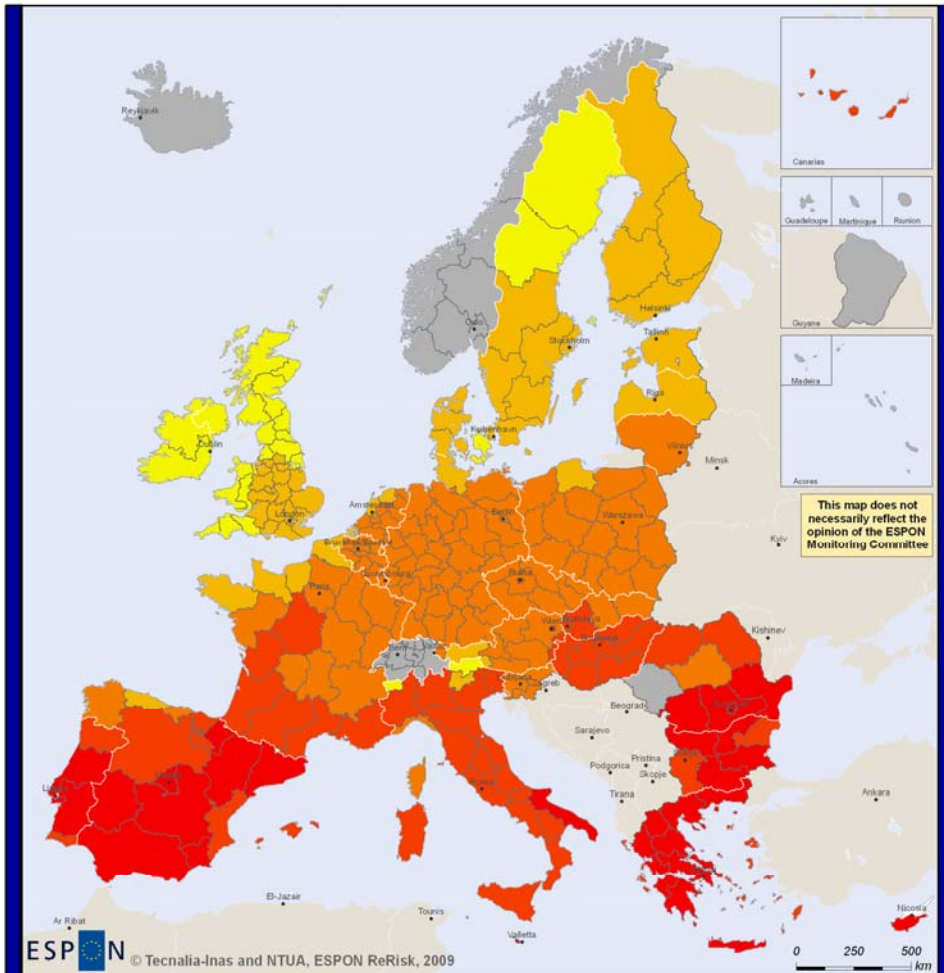 Reykjavik
Canarias
Guadeloupe
Martinique
Reunion
Guyane
Madeira
Acores
This map does not
necessarily reflect the
opinion of the ESPON
Monitoring Committee
Oslo
Helsinki
Tallinn
Stockholm
Riga
København
Vilnius
Minsk
Dublin
London
Berlin
Warszawa
Kyiv
Paris
Praha
Kishinev
Bern
Zagreb
Beograd
Sarajevo
Pristina
Podgorica
Skopje
Tirana
Ankara
El-Jazair
Tounis
Ar Ribat
Valletta
Nicosia
ESPON
© Tecnalia-Inas and NTUA, ESPON ReRisk, 2009
0 250 500
km